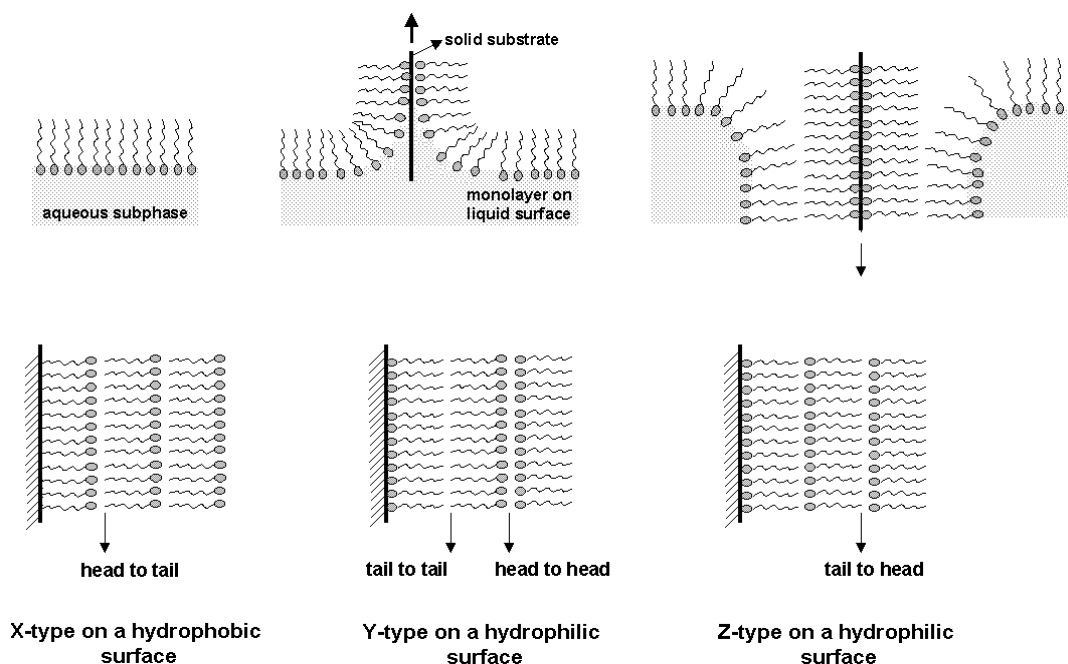 solid substrate
aqueous subphase
monolayer on
liquid surface
head to tail
tail to tail
head to head
tail to head
X-type on a hydrophobic
surface
Y-type on a hydrophilic
surface
Z-type on a hydrophilic
surface